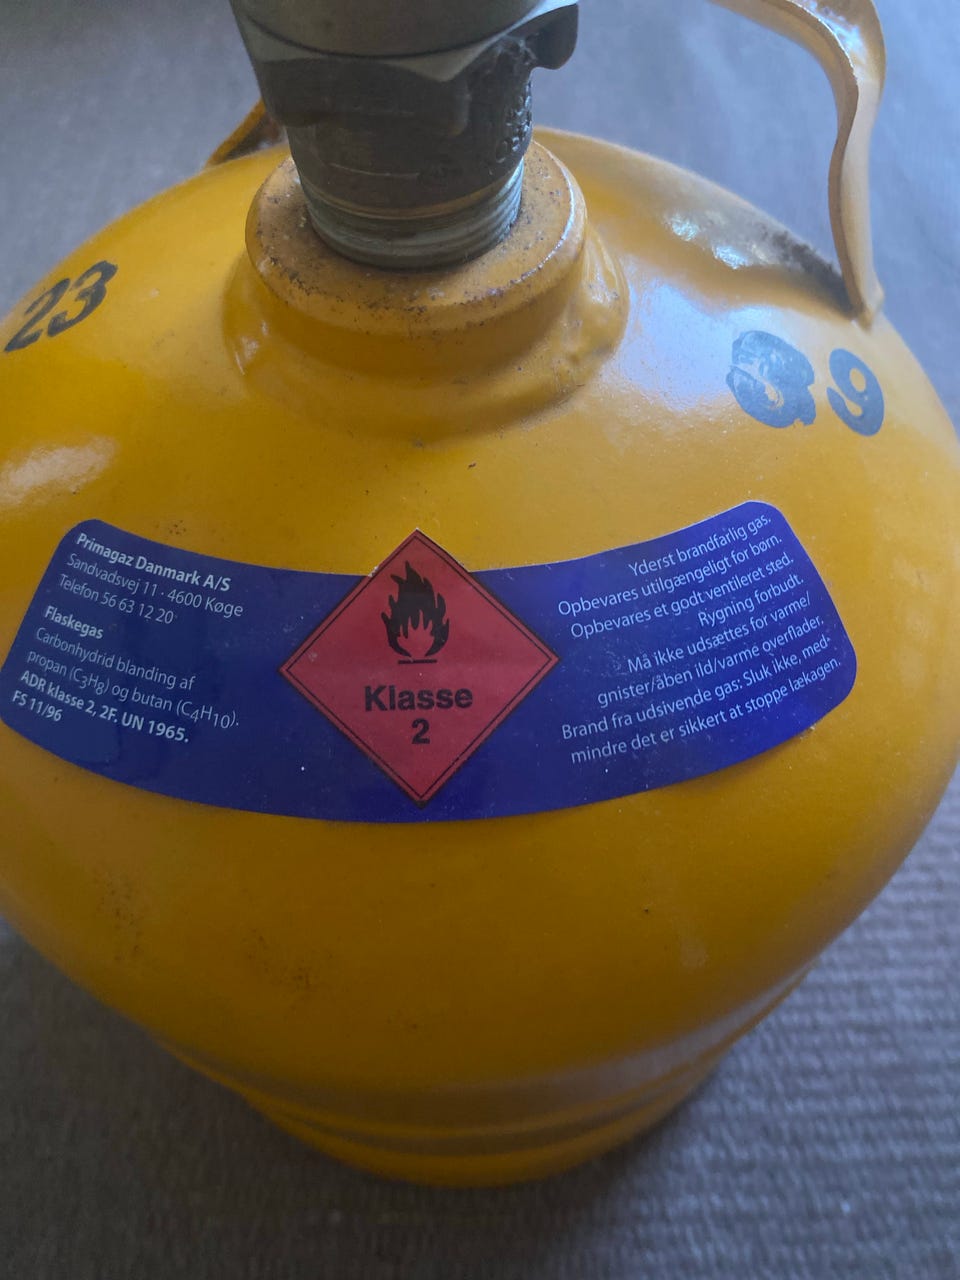 23
9
Primagaz Danmark A/S
Sandvadsvej 11 · 4600 Køge
Telefon 56 63 12 20
Flaskegas
Carbonhydrid blanding af
propan (C3H8) og butan (C4H10).
ADR klasse 2, 2F, UN 1965.
FS 11/96
Klasse
2
Yderst brandfarlig gas.
Opbevares utilgængeligt for børn.
Opbevares et godt ventileret sted.
Rygning forbudt.
Må ikke udsættes for varme/
gnister/åben ild/varme overflader.
Brand fra udsivende gas: Sluk ikke, med-
mindre det er sikkert at stoppe lækagen.